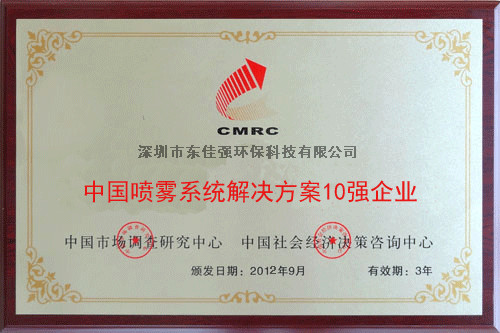 CMRC
深圳市东佳强环保科技有限公司
中国喷雾系统解决方案10强企业
中国市场调查研究中心 中国社会经济决策咨询中心
颁发日期：2012年9月 有效期：3年